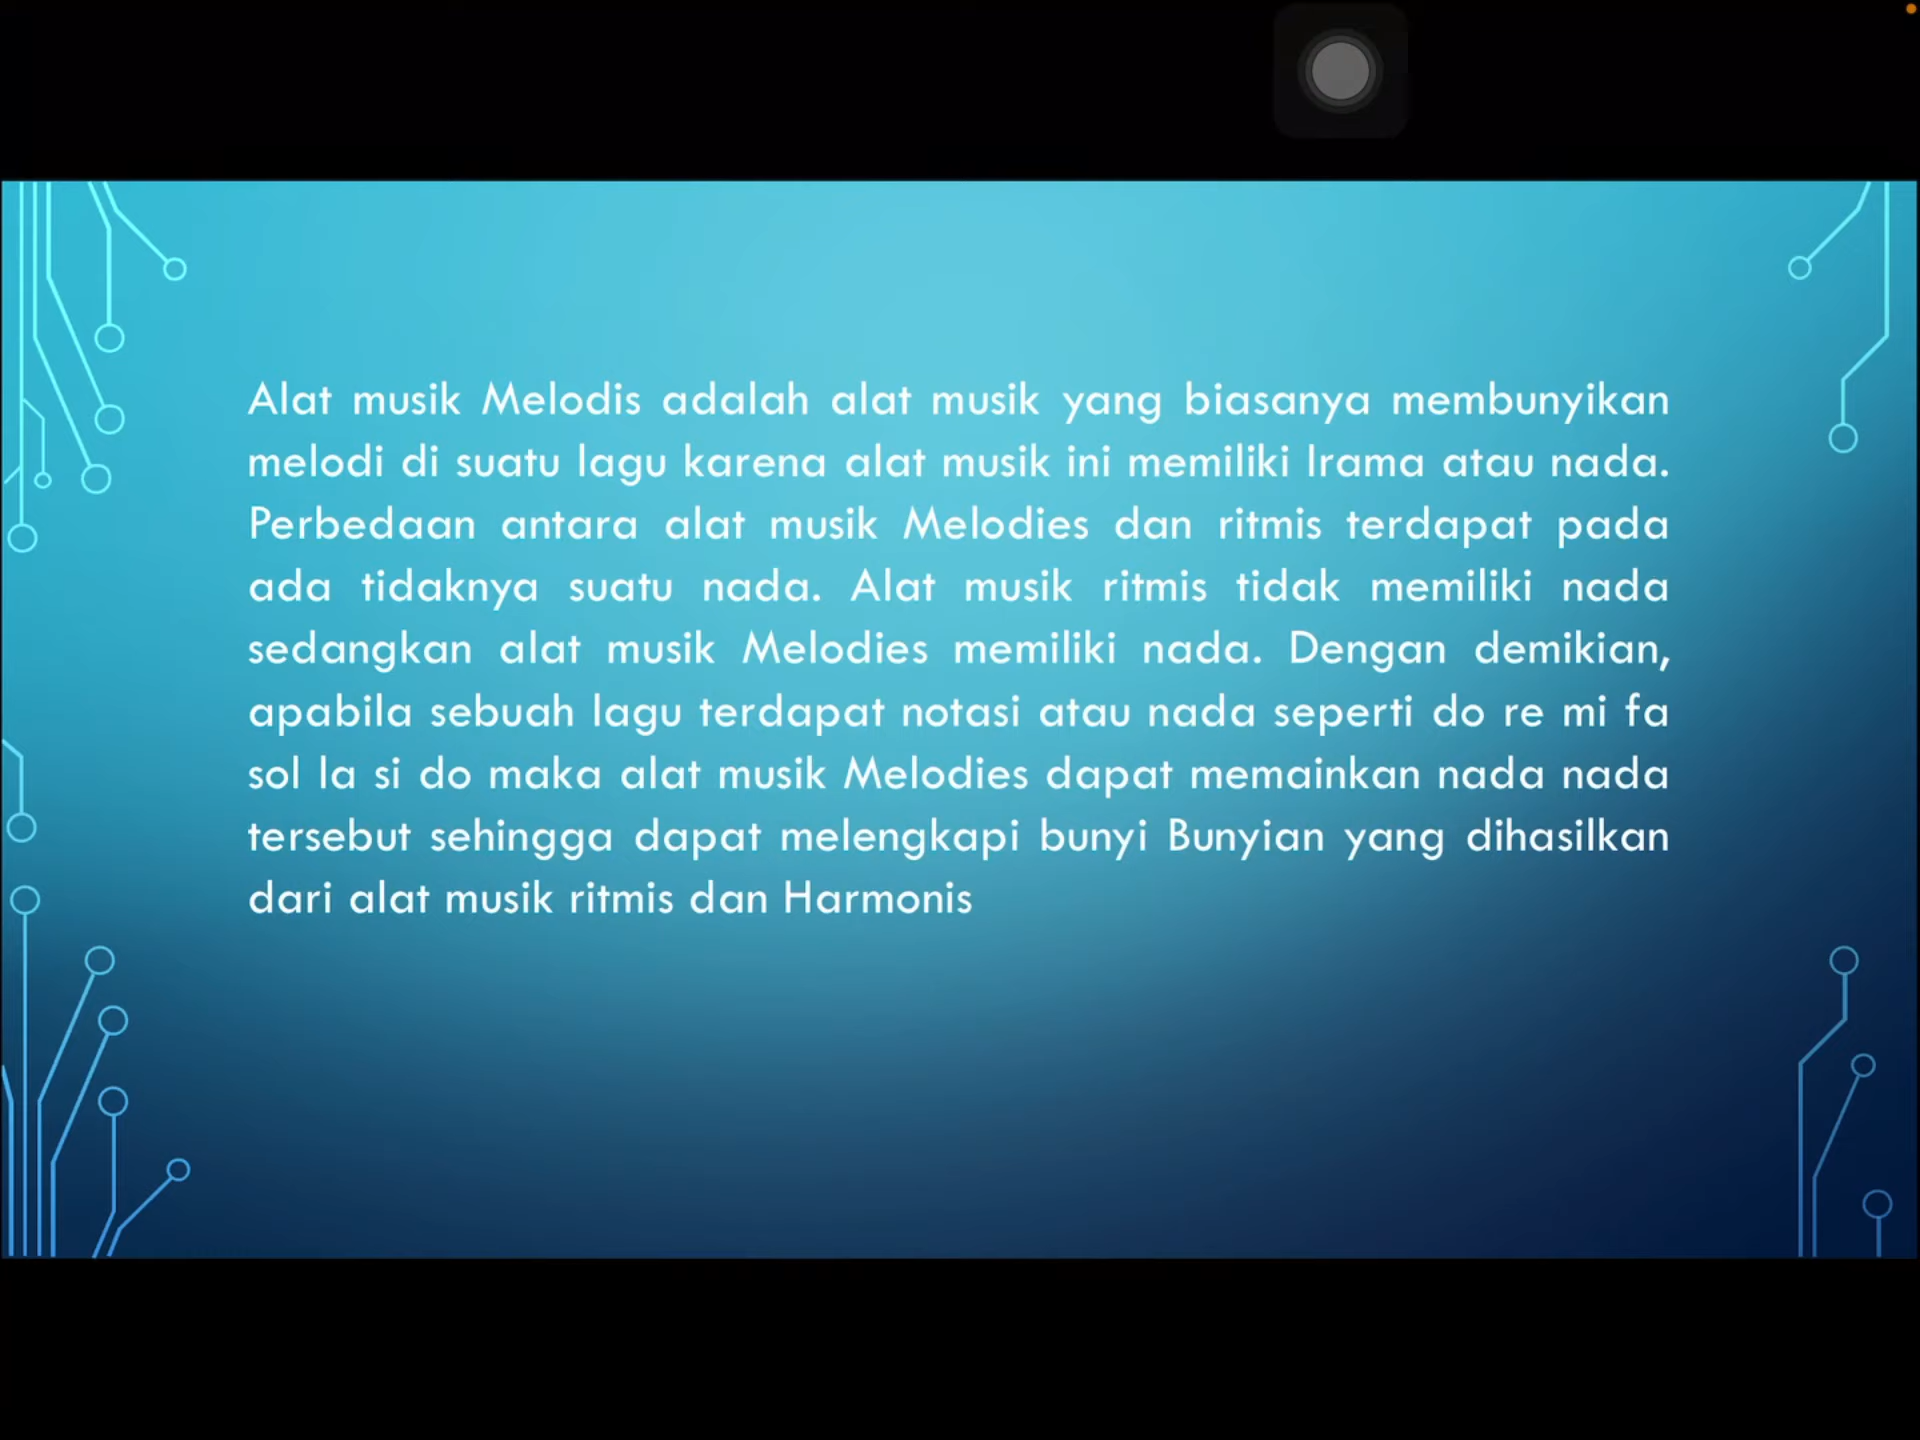 Alat musik Melodis adalah alat musik yang biasanya membunyikan
melodi di suatu lagu karena alat musik ini memiliki Irama atau nada.
Perbedaan antara alat musik Melodies dan ritmis terdapat pada
ada tidaknya suatu nada. Alat musik ritmis tidak memiliki nada
sedangkan alat musik Melodies memiliki nada. Dengan demikian,
apabila sebuah lagu terdapat notasi atau nada seperti do re mi fa
sol la si do maka alat musik Melodies dapat memainkan nada nada
tersebut sehingga dapat melengkapi bunyi Bunyian yang dihasilkan
dari alat musik ritmis dan Harmonis